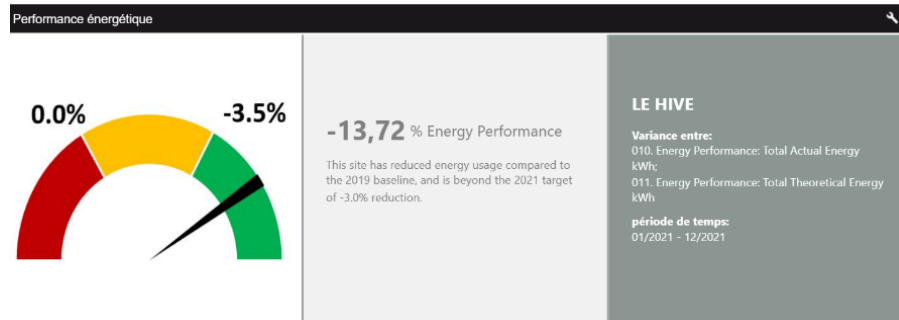 Performance énergétique
0.0%
-3.5%
-13,72 % Energy Performance
This site has reduced energy usage compared to
the 2019 baseline, and is beyond the 2021 target
of -3.0% reduction.
LE HIVE
Variance entre:
010. Energy Performance: Total Actual Energy
kWh;
011. Energy Performance: Total Theoretical Energy
kWh
période de temps:
01/2021 - 12/2021